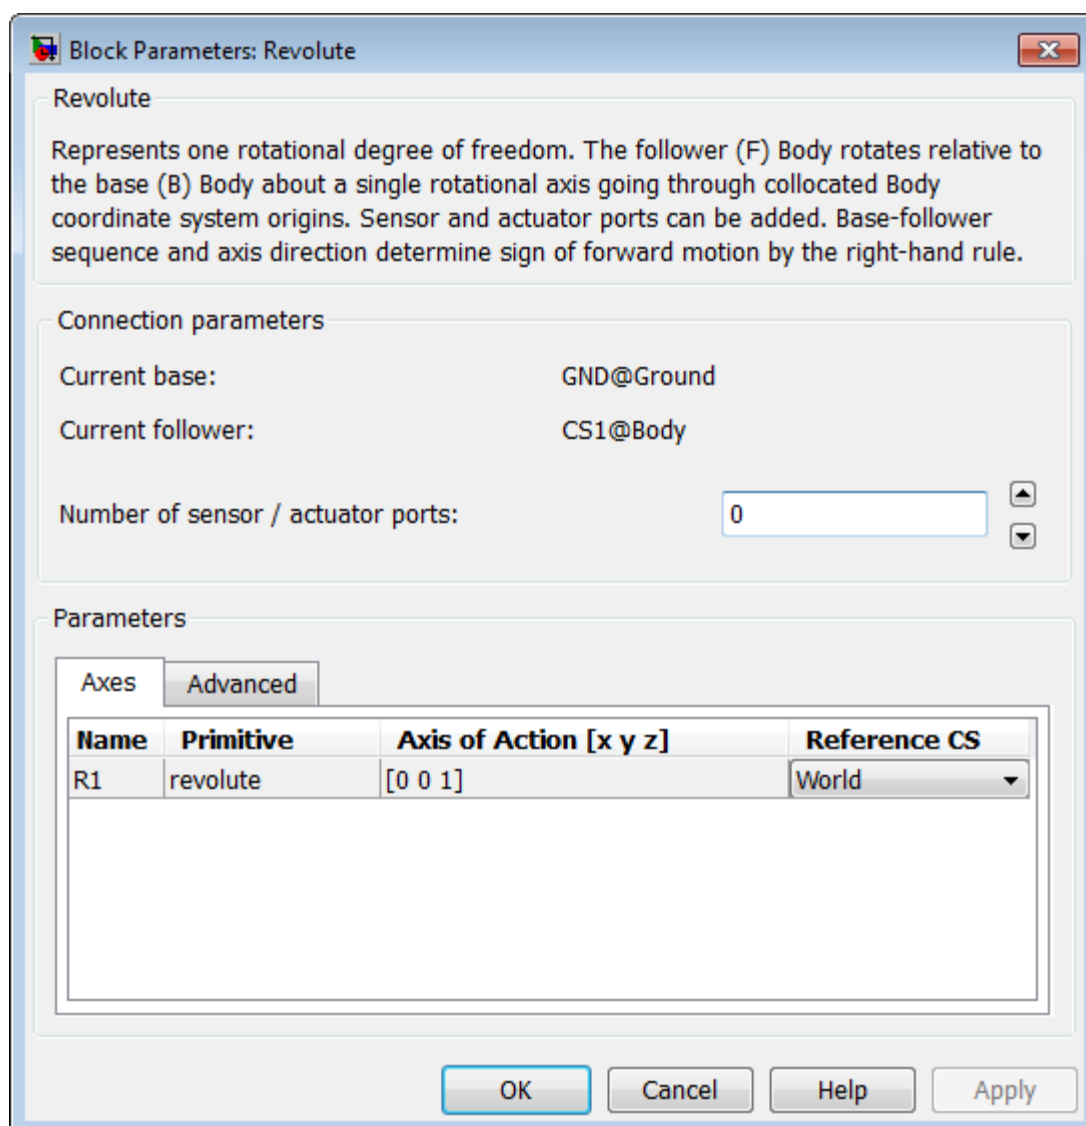 Block Parameters: Revolute
Revolute
Represents one rotational degree of freedom. The follower (F) Body rotates relative to
the base (B) Body about a single rotational axis going through collocated Body
coordinate system origins. Sensor and actuator ports can be added. Base-follower
sequence and axis direction determine sign of forward motion by the right-hand rule.
Connection parameters
Current base: GND@Ground
Current follower: CS1@Body
Number of sensor / actuator ports: 0
Parameters
Axes Advanced
Name Primitive Axis of Action [x y z] Reference CS
R1 revolute [0 0 1] World
OK Cancel Help Apply